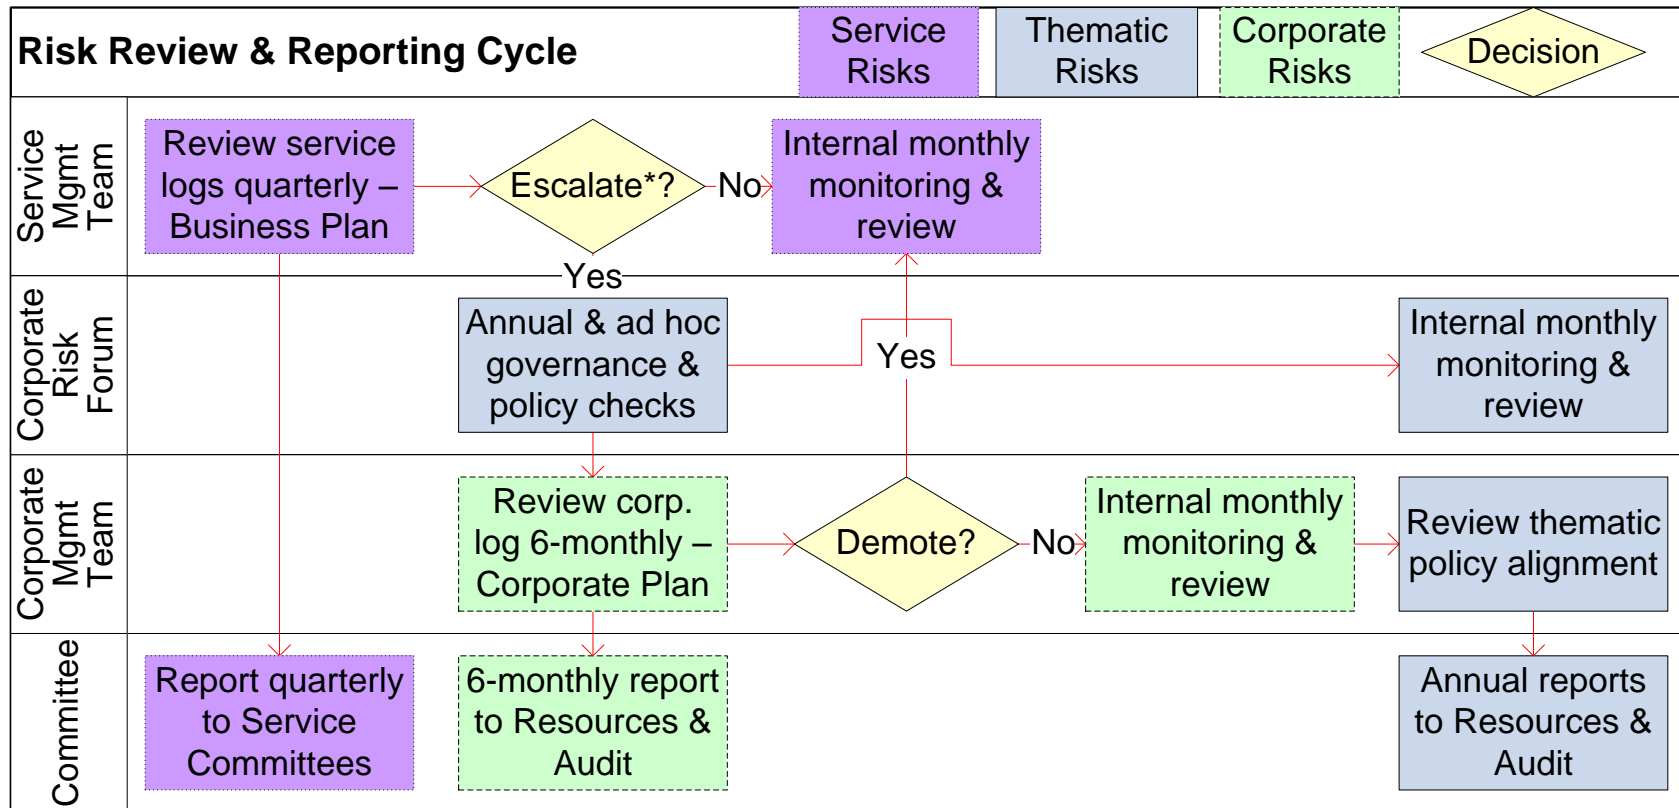 Risk Review & Reporting Cycle
Service
Risks
Thematic
Risks
Corporate
Risks
Decision
Service
Mgmt
Team
Review service
logs quarterly –
Business Plan
Escalate*?
No
Internal monthly
monitoring &
review
Yes
Corporate
Risk
Forum
Annual & ad hoc
governance &
policy checks
Yes
Internal monthly
monitoring &
review
Corporate
Mgmt
Team
Review corp.
log 6-monthly –
Corporate Plan
Demote?
No
Internal monthly
monitoring &
review
Review thematic
policy alignment
Committee
Report quarterly
to Service
Committees
6-monthly report
to Resources &
Audit
Annual reports
to Resources &
Audit